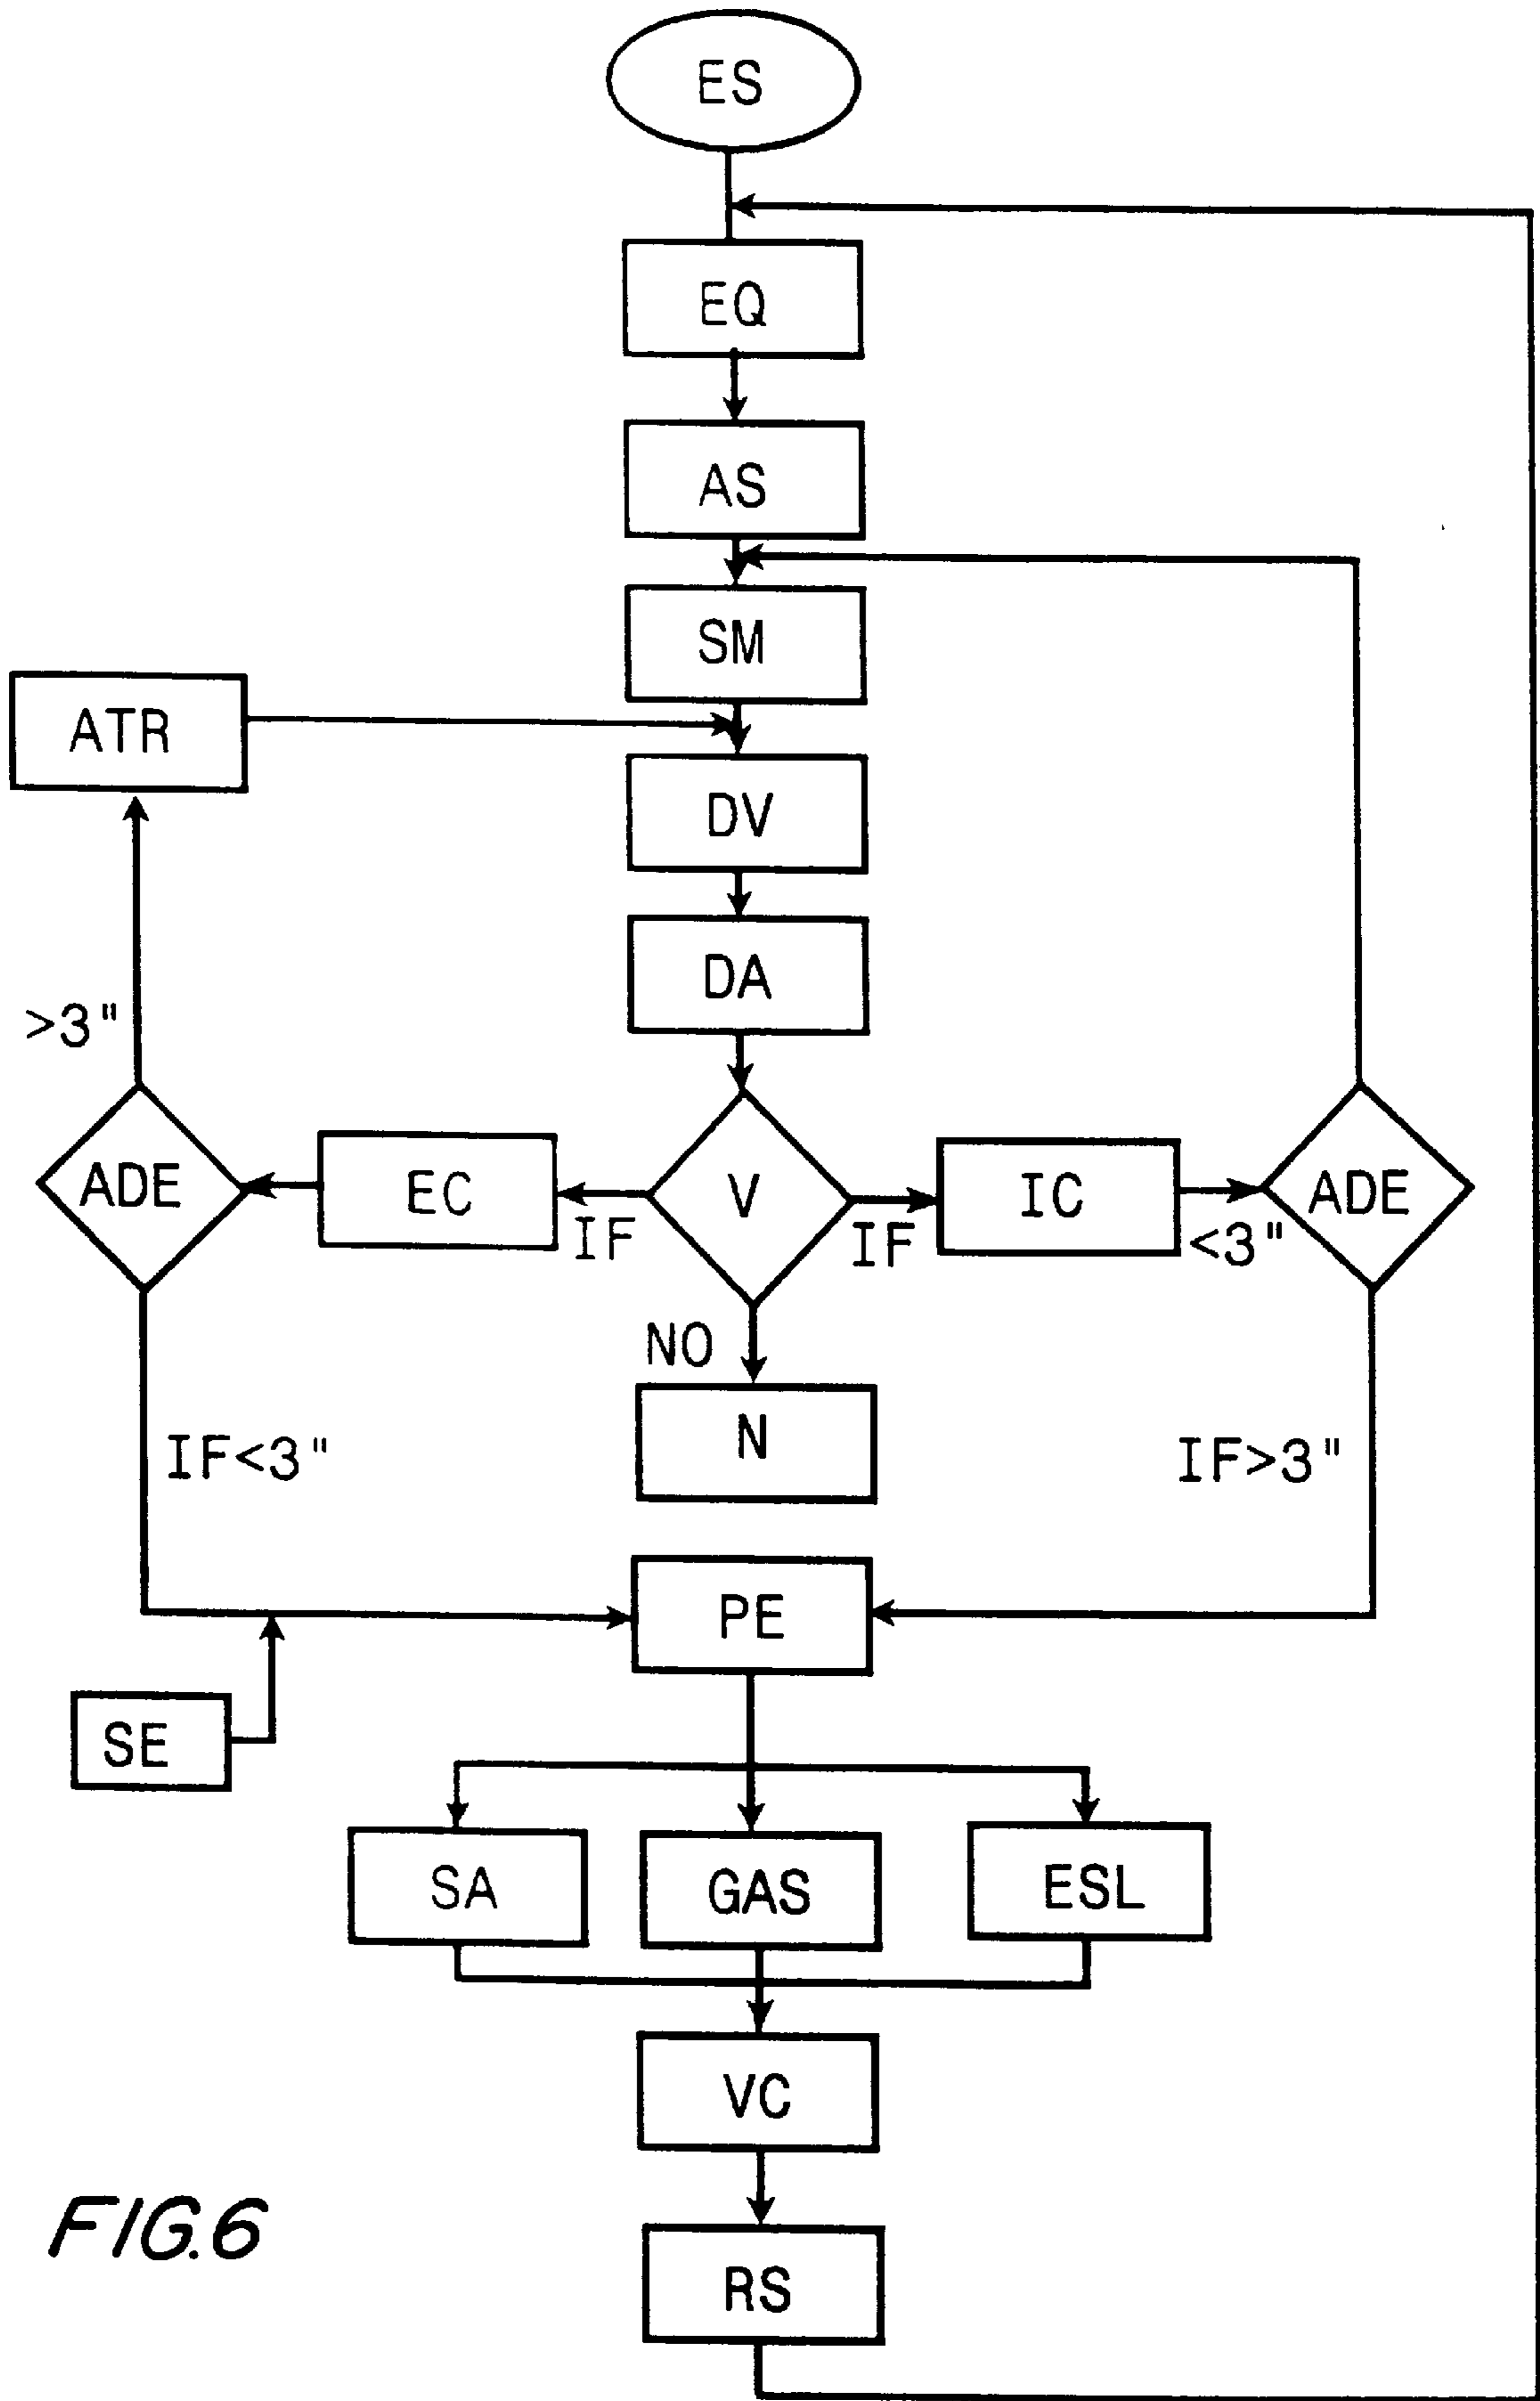 ES
EQ
AS
SM
ATR
DV
DA
>3"
ADE
EC
IF
V
IF
IC
<3"
ADE
NO
N
IF<3"
IF>3"
PE
SE
SA
GAS
ESL
VC
RS
FIG.6